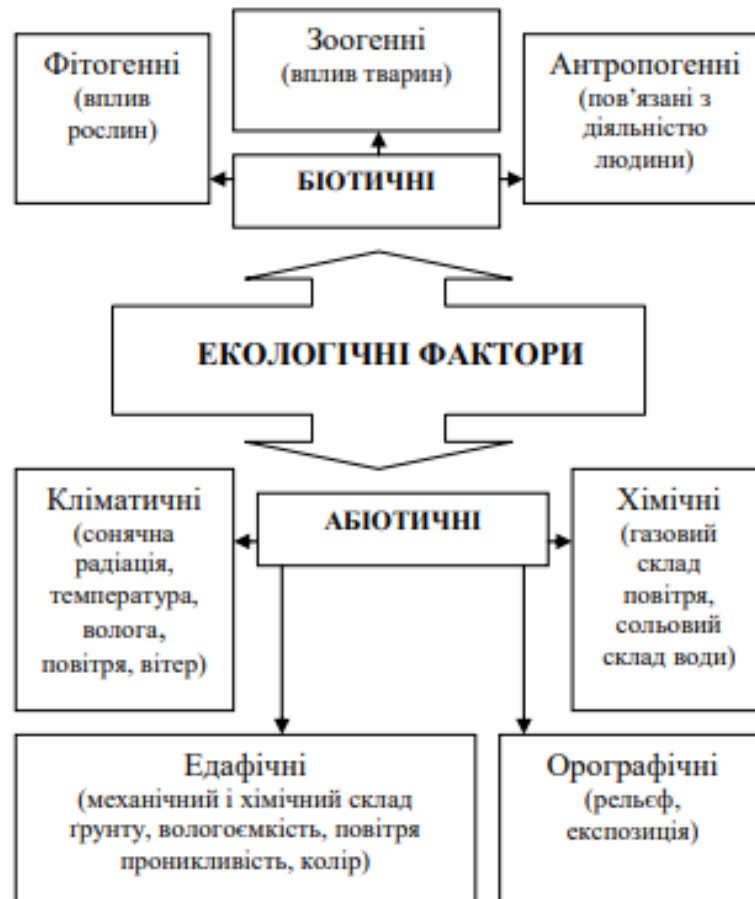 Фітогенні
(вплив
рослин)
Зоогенні
(вплив тварин)
Антропогенні
(пов’язані з
діяльністю
людини)
БІОТИЧНІ
ЕКОЛОГІЧНІ ФАКТОРИ
Кліматичні
(сонячна
радіація,
температура,
волога,
повітря, вітер)
АБІОТИЧНІ
Хімічні
(газовий
склад
повітря,
сольовий
склад води)
Едафічні
(механічний і хімічний склад
ґрунту, вологоємкість, повітря
проникливість, колір)
Орографічні
(рельєф,
експозиція)